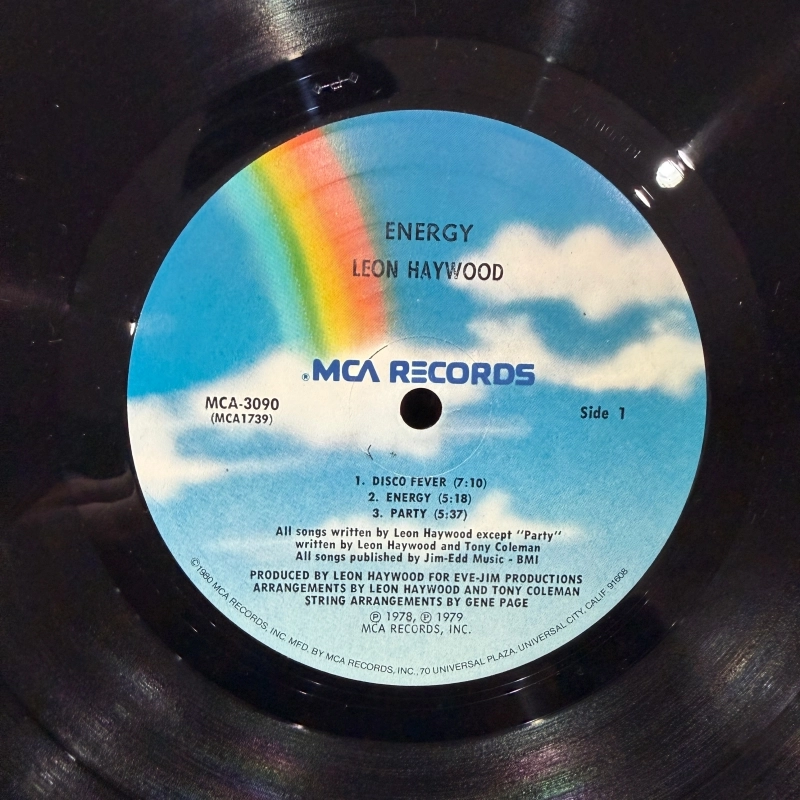 ENERGY
LEON HAYWOOD
®MCA RECORDS
MCA-3090
(MCA1739)
Side 1
1. DISCO FEVER (7:10)
2. ENERGY (5:18)
3. PARTY (5:37)
All songs written by Leon Haywood except "Party"
written by Leon Haywood and Tony Coleman
All songs published by Jim-Edd Music - BMI
PRODUCED BY LEON HAYWOOD FOR EVE-JIM PRODUCTIONS
ARRANGEMENTS BY LEON HAYWOOD AND TONY COLEMAN
STRING ARRANGEMENTS BY GENE PAGE
℗ 1978, ℗ 1979
MCA RECORDS, INC.
©1980 MCA RECORDS, INC. MFD. BY MCA RECORDS, INC., 70 UNIVERSAL PLAZA, UNIVERSAL CITY, CALIF. 91608